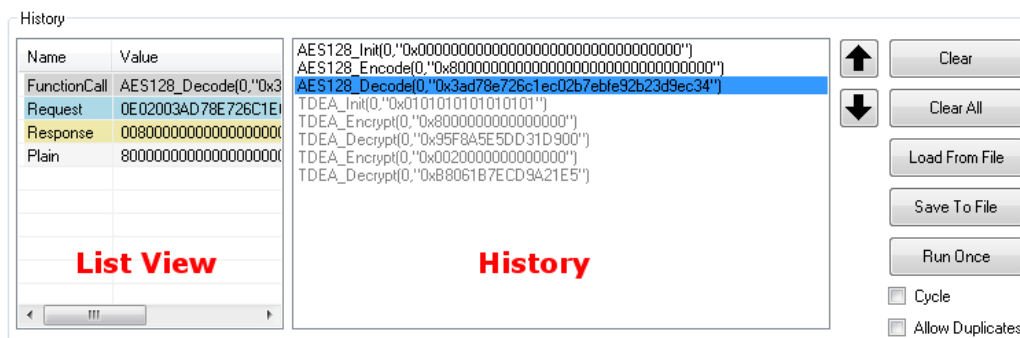 History
Name Value
FunctionCall AES128_Decode(0,"0x3
Request 0E02003AD78E726C1E
Response 00800000000000000000
Plain 80000000000000000000
List View
AES128_Init(0,"0x00000000000000000000000000000000")
AES128_Encode(0,"0x80000000000000000000000000000000")
AES128_Decode(0,"0x3ad78e726c1ec02b7ebfe92b23d9ec34")
TDEA_Init(0,"0x0101010101010101")
TDEA_Encrypt(0,"0x8000000000000000")
TDEA_Decrypt(0,"0x95F8A5E5DD31D900")
TDEA_Encrypt(0,"0x0020000000000000")
TDEA_Decrypt(0,"0xB8061B7ECD9A21E5")
History
Clear
Clear All
Load From File
Save To File
Run Once
Cycle
Allow Duplicates